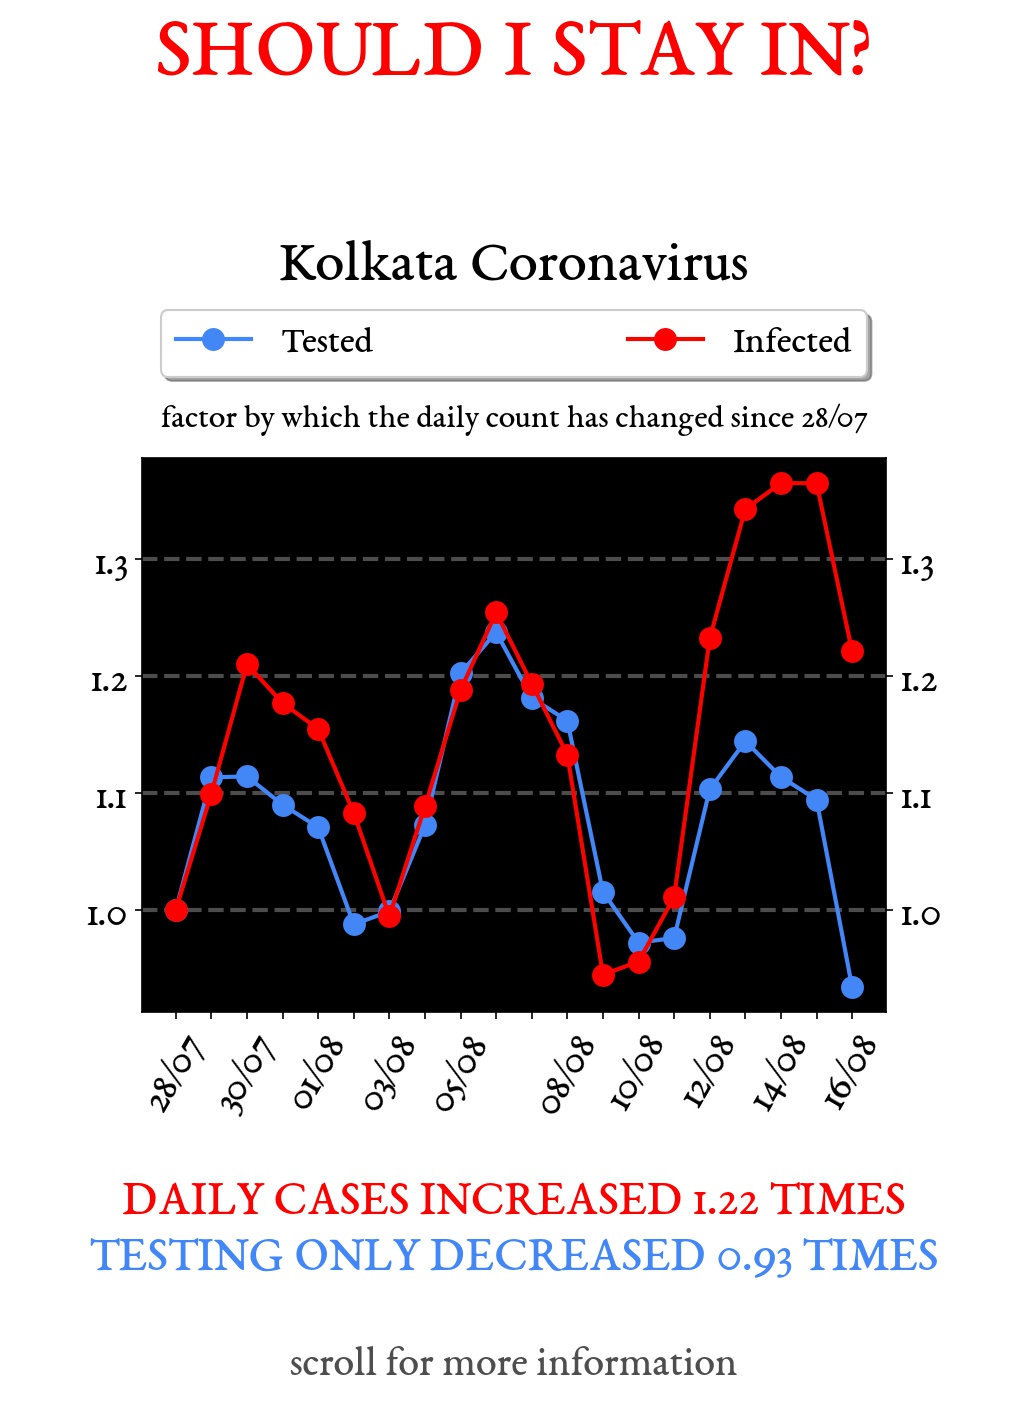 SHOULD I STAY IN?
Kolkata Coronavirus
Tested Infected
factor by which the daily count has changed since 28/07
1.3 1.3
1.2 1.2
1.1 1.1
1.0 1.0
28/07 30/07 01/08 03/08 05/08 08/08 10/08 12/08 14/08 16/08
DAILY CASES INCREASED 1.22 TIMES
TESTING ONLY DECREASED 0.93 TIMES
scroll for more information